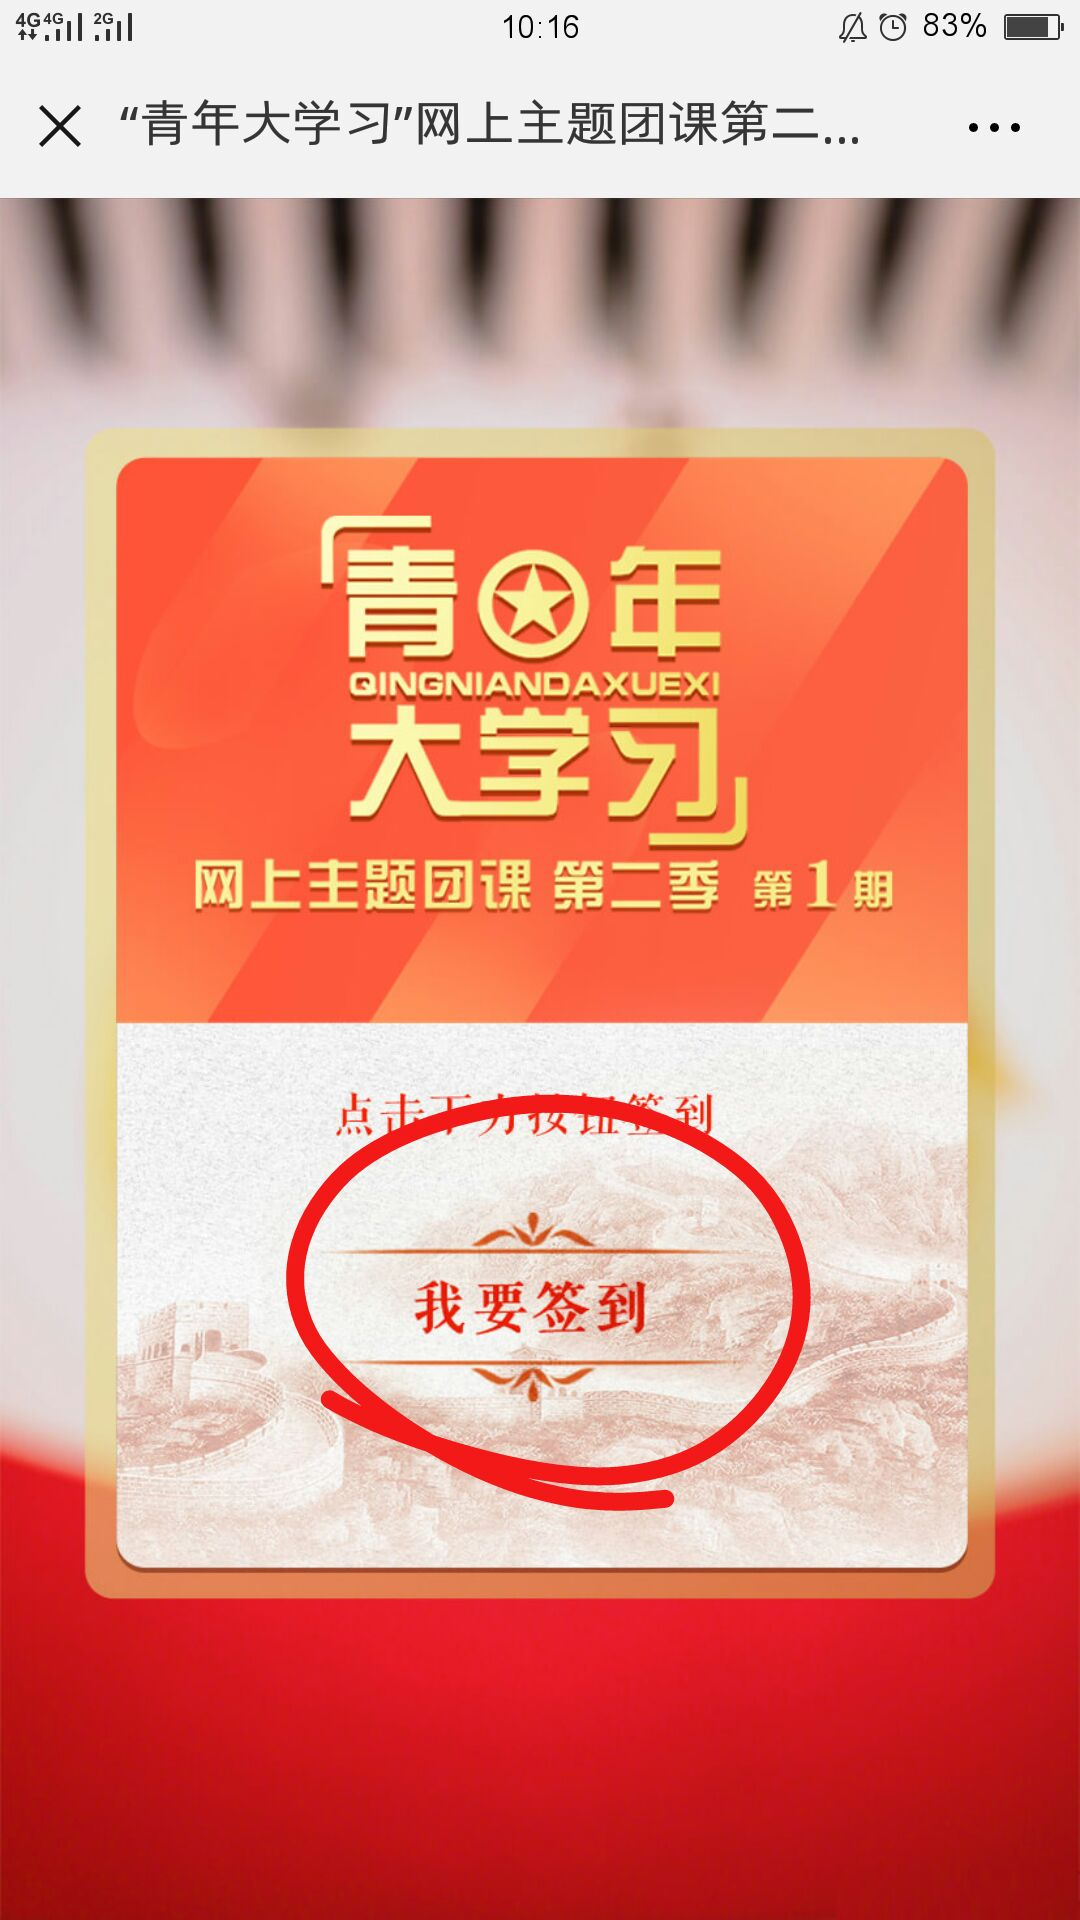 4G 4G 2G 10:16 83%
“青年大学习”网上主题团课第二...
青年
QINGNIANDAXUEXI
大学习
网上主题团课 第二季 第1期
点击下方按钮签到
我要签到